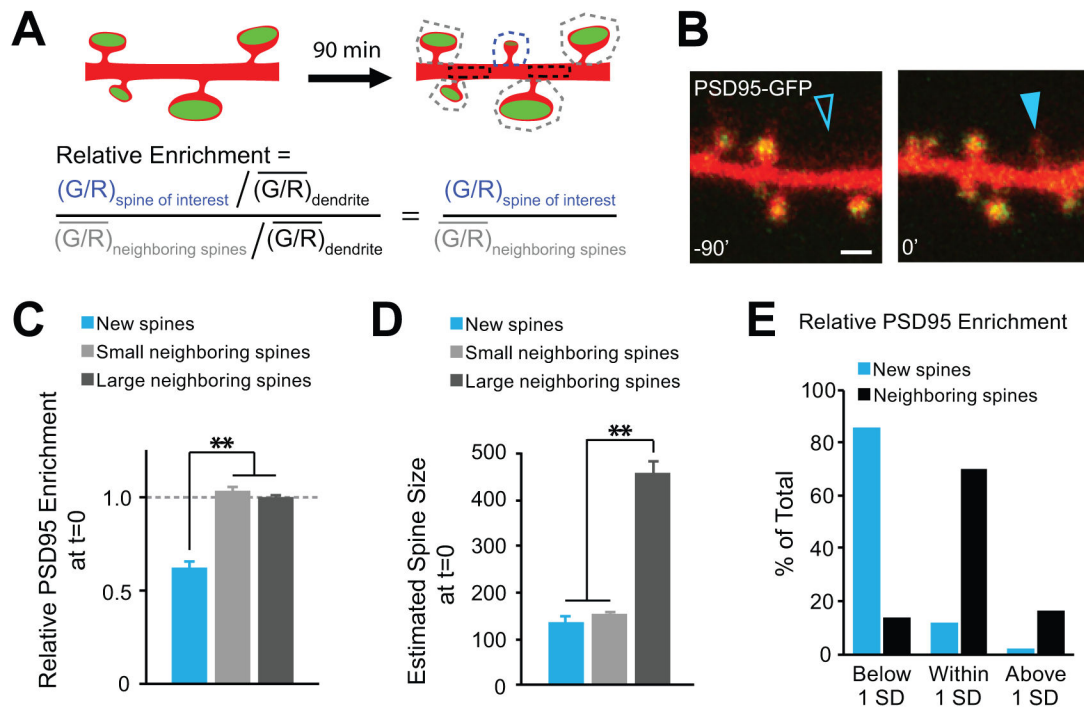 A
90 min
Relative Enrichment =
(G/R)spine of interest / (G/R)dendrite
(G/R)neighboring spines / (G/R)dendrite
=
(G/R)spine of interest
(G/R)neighboring spines
B
PSD95-GFP
-90'
0'
C
New spines
Small neighboring spines
Large neighboring spines
Relative PSD95 Enrichment
at t=0
1.0
0.5
0
**
D
New spines
Small neighboring spines
Large neighboring spines
Estimated Spine Size
at t=0
500
400
300
200
100
0
**
E
Relative PSD95 Enrichment
New spines
Neighboring spines
% of Total
100
80
60
40
20
0
Below
1 SD
Within
1 SD
Above
1 SD